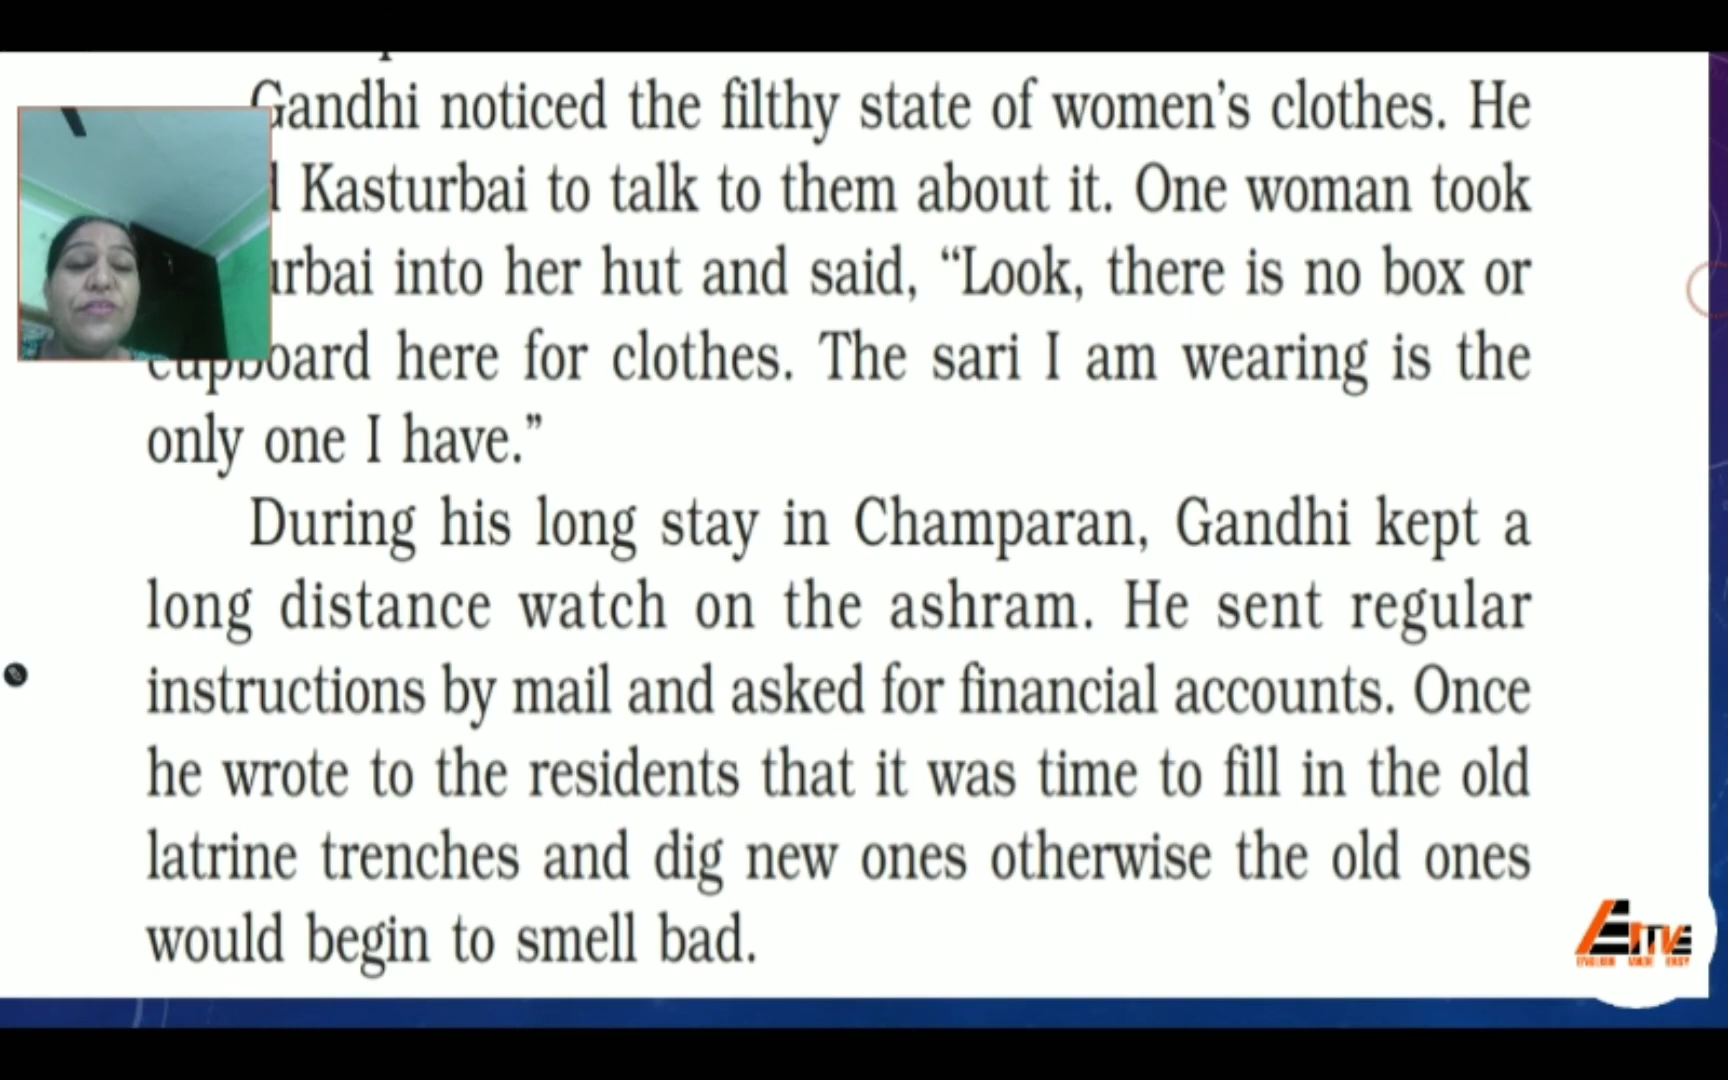 Gandhi noticed the filthy state of women's clothes. He
Kasturbai to talk to them about it. One woman took
into her hut and said, “Look, there is no box or
cupboard here for clothes. The sari I am wearing is the
only one I have.”
During his long stay in Champaran, Gandhi kept a
long distance watch on the ashram. He sent regular
instructions by mail and asked for financial accounts. Once
he wrote to the residents that it was time to fill in the old
latrine trenches and dig new ones otherwise the old ones
would begin to smell bad.